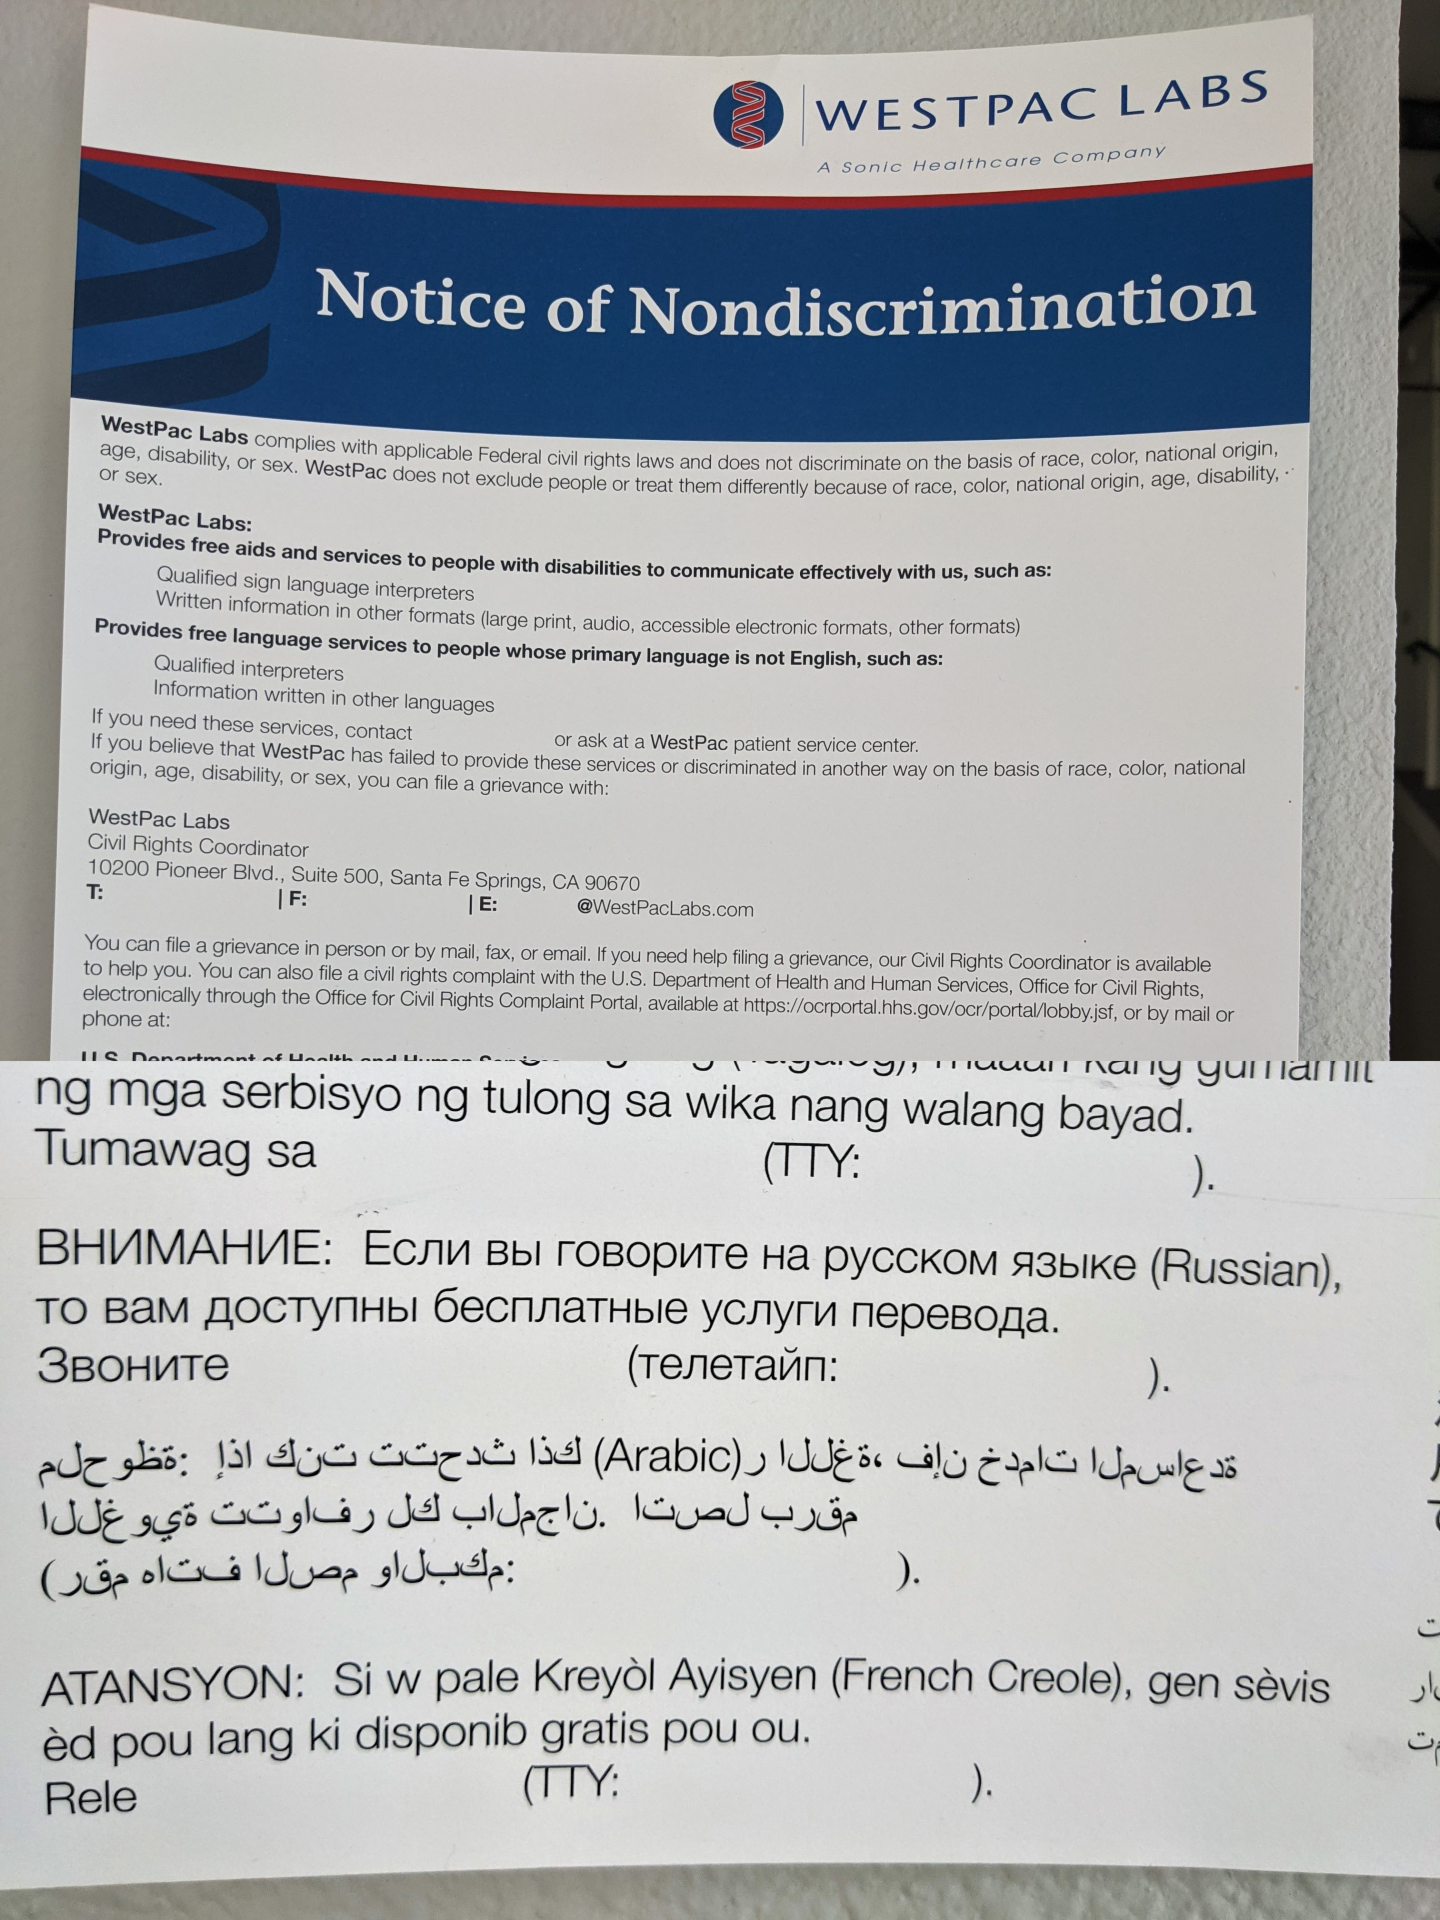 WESTPAC LABS
A Sonic Healthcare Company
Notice of Nondiscrimination
WestPac Labs complies with applicable Federal civil rights laws and does not discriminate on the basis of race, color, national origin,
age, disability, or sex. WestPac does not exclude people or treat them differently because of race, color, national origin, age, disability,
or sex.
WestPac Labs:
Provides free aids and services to people with disabilities to communicate effectively with us, such as:
Qualified sign language interpreters
Written information in other formats (large print, audio, accessible electronic formats, other formats)
Provides free language services to people whose primary language is not English, such as:
Qualified interpreters
Information written in other languages
If you need these services, contact or ask at a WestPac patient service center.
If you believe that WestPac has failed to provide these services or discriminated in another way on the basis of race, color, national
origin, age, disability, or sex, you can file a grievance with:
WestPac Labs
Civil Rights Coordinator
10200 Pioneer Blvd., Suite 500, Santa Fe Springs, CA 90670
T: | F: | E: @WestPacLabs.com
You can file a grievance in person or by mail, fax, or email. If you need help filing a grievance, our Civil Rights Coordinator is available
to help you. You can also file a civil rights complaint with the U.S. Department of Health and Human Services, Office for Civil Rights,
electronically through the Office for Civil Rights Complaint Portal, available at https://ocrportal.hhs.gov/ocr/portal/lobby.jsf, or by mail or
phone at:
U.S. Department of Health and Human
kang gumamit
ng mga serbisyo ng tulong sa wika nang walang bayad.
Tumawag sa (TTY: ).
ВНИМАНИЕ: Если вы говорите на русском языке (Russian),
то вам доступны бесплатные услуги перевода.
Звоните (телетайп: ).
ملحوظة: إذا كنت تتحدث اذك (Arabic)ر اللغة، فإن خدمات المساعدة
اللغوية تتوافر لك بالمجان. اتصل برقم
(رقم هاتف الصم والبكم: ).
ATANSYON: Si w pale Kreyòl Ayisyen (French Creole), gen sèvis
èd pou lang ki disponib gratis pou ou.
Rele (TTY: ).